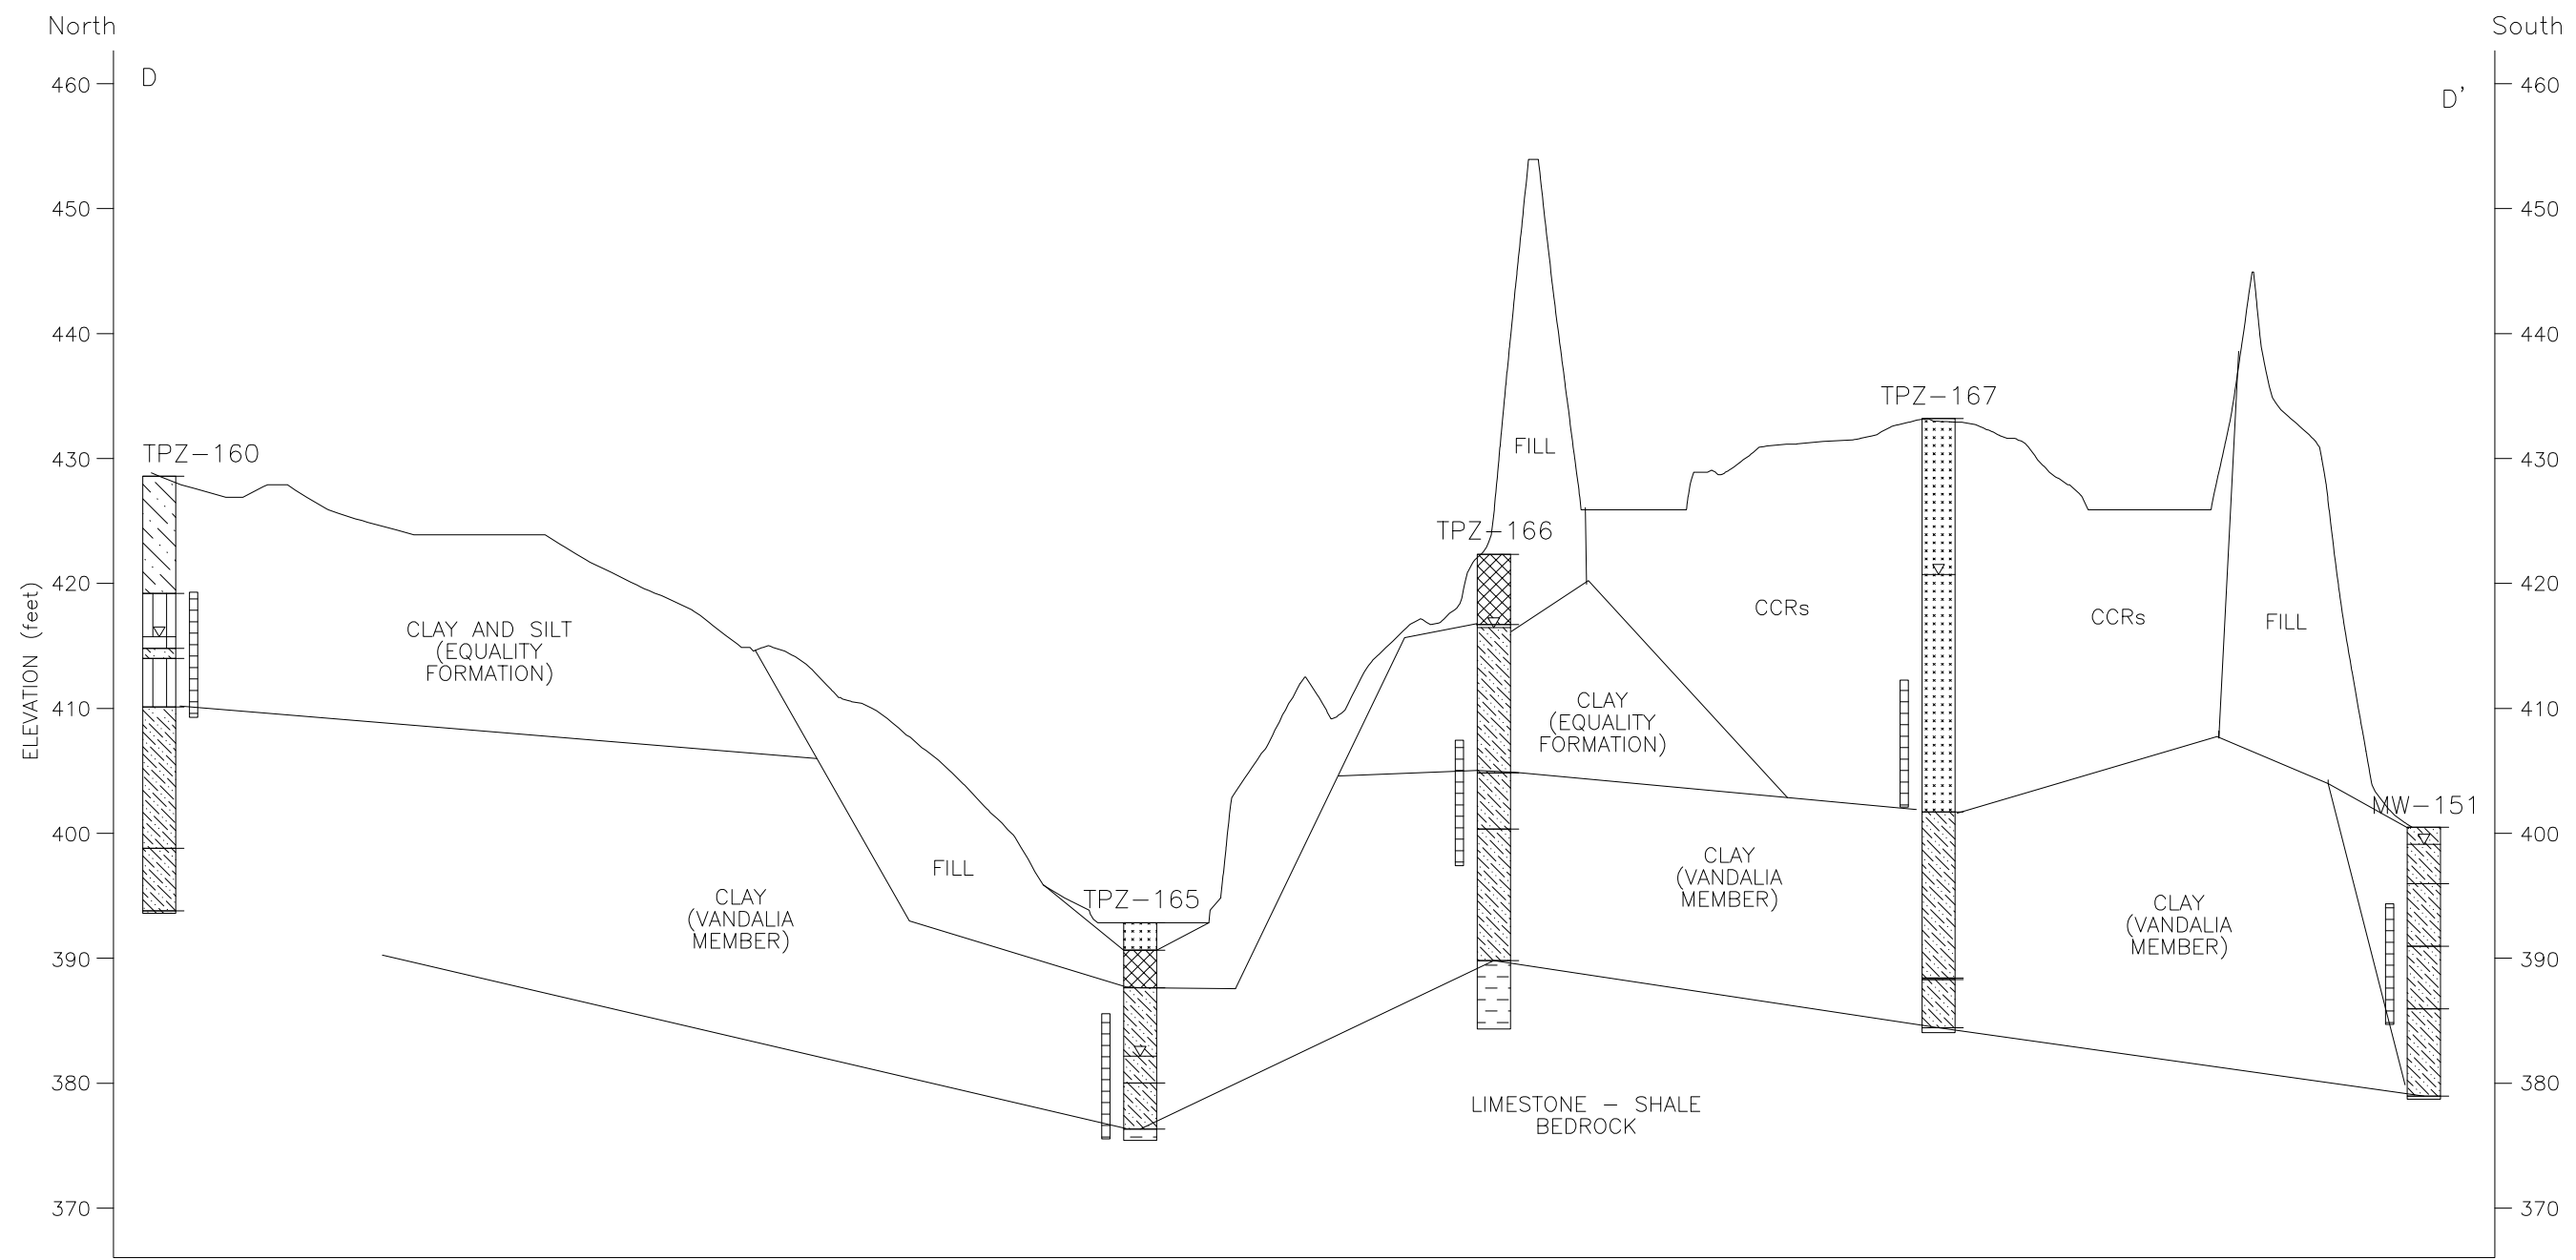 North
South
D
D'
460
460
450
450
440
440
TPZ-167
430
430
TPZ-160
FILL
TPZ-166
420
420
ELEVATION (feet)
CLAY AND SILT
(EQUALITY
FORMATION)
CCRs
CCRs
FILL
410
410
CLAY
(EQUALITY
FORMATION)
MW-151
400
400
FILL
CLAY
(VANDALIA
MEMBER)
CLAY
(VANDALIA
MEMBER)
TPZ-165
CLAY
(VANDALIA
MEMBER)
390
390
380
380
LIMESTONE - SHALE
BEDROCK
370
370